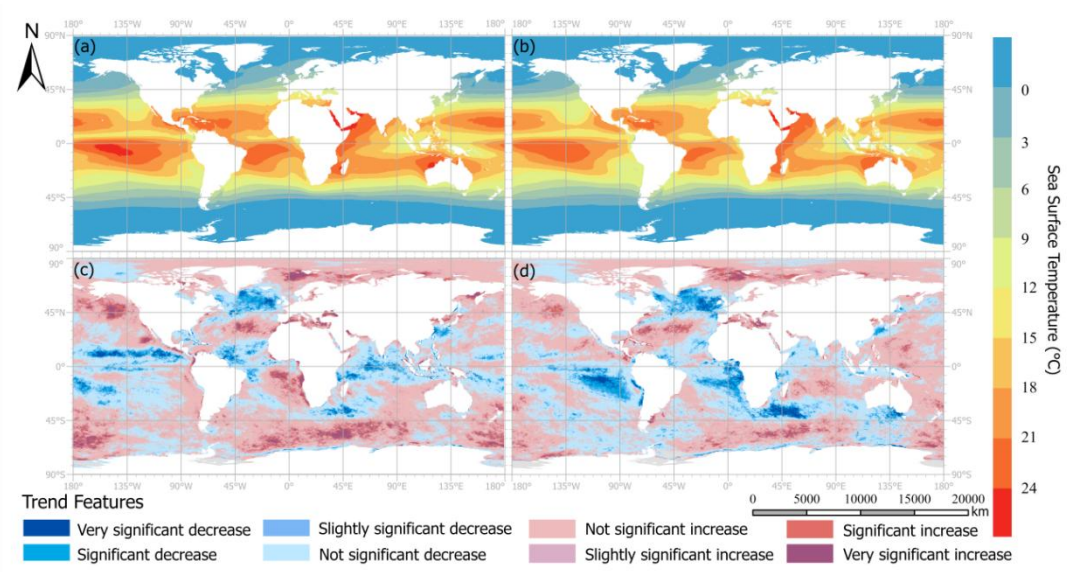 180° 135°W 90°W 45°W 0° 45°E 90°E 135°E 180° 135°W 90°W 45°W 0° 45°E 90°E 135°E 180°
N
90°N
(a)
(b)
90°N
45°N
45°N
0°
0°
45°S
45°S
90°
90°
0
3
6
9
12
15
18
21
24
Sea Surface Temperature (°C)
(c)
(d)
90°
90°
45°N
45°N
0°
0°
45°S
45°S
90°S
90°S
180° 135°W 90°W 45°W 0° 45°E 90°E 135°E 180° 135°W 90°W 45°W 0° 45°E 90°E 135°E 180°
Trend Features
0 5000 10000 15000 20000
km
Very significant decrease Slightly significant decrease Not significant increase Significant increase
Significant decrease Not significant decrease Slightly significant increase Very significant increase